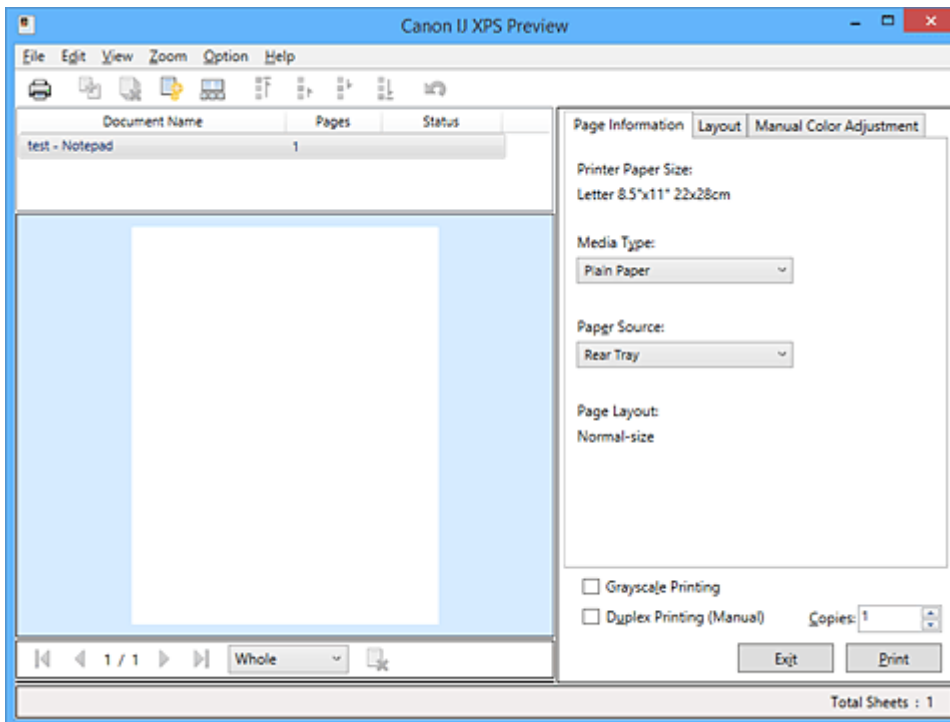 Canon IJ XPS Preview
File Edit View Zoom Option Help
Document Name Pages Status
test - Notepad 1
Page Information Layout Manual Color Adjustment
Printer Paper Size:
Letter 8.5"x11" 22x28cm
Media Type:
Plain Paper
Paper Source:
Rear Tray
Page Layout:
Normal-size
Grayscale Printing
Duplex Printing (Manual) Copies: 1
1 / 1 Whole
Exit Print
Total Sheets : 1